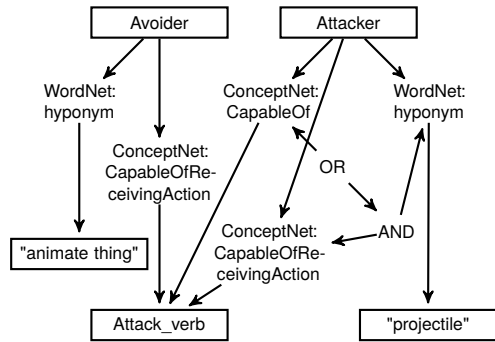 Avoider
Attacker
WordNet:
hyponym
ConceptNet:
CapableOf
WordNet:
hyponym
ConceptNet:
CapableOfRe-
ceivingAction
OR
AND
ConceptNet:
CapableOfRe-
ceivingAction
"animate thing"
Attack_verb
"projectile"